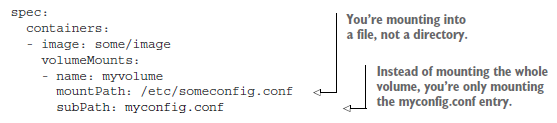 spec:
  containers:
  - image: some/image
    volumeMounts:
    - name: myvolume
      mountPath: /etc/someconfig.conf
      subPath: myconfig.conf
You're mounting into
a file, not a directory.
Instead of mounting the whole
volume, you're only mounting
the myconfig.conf entry.